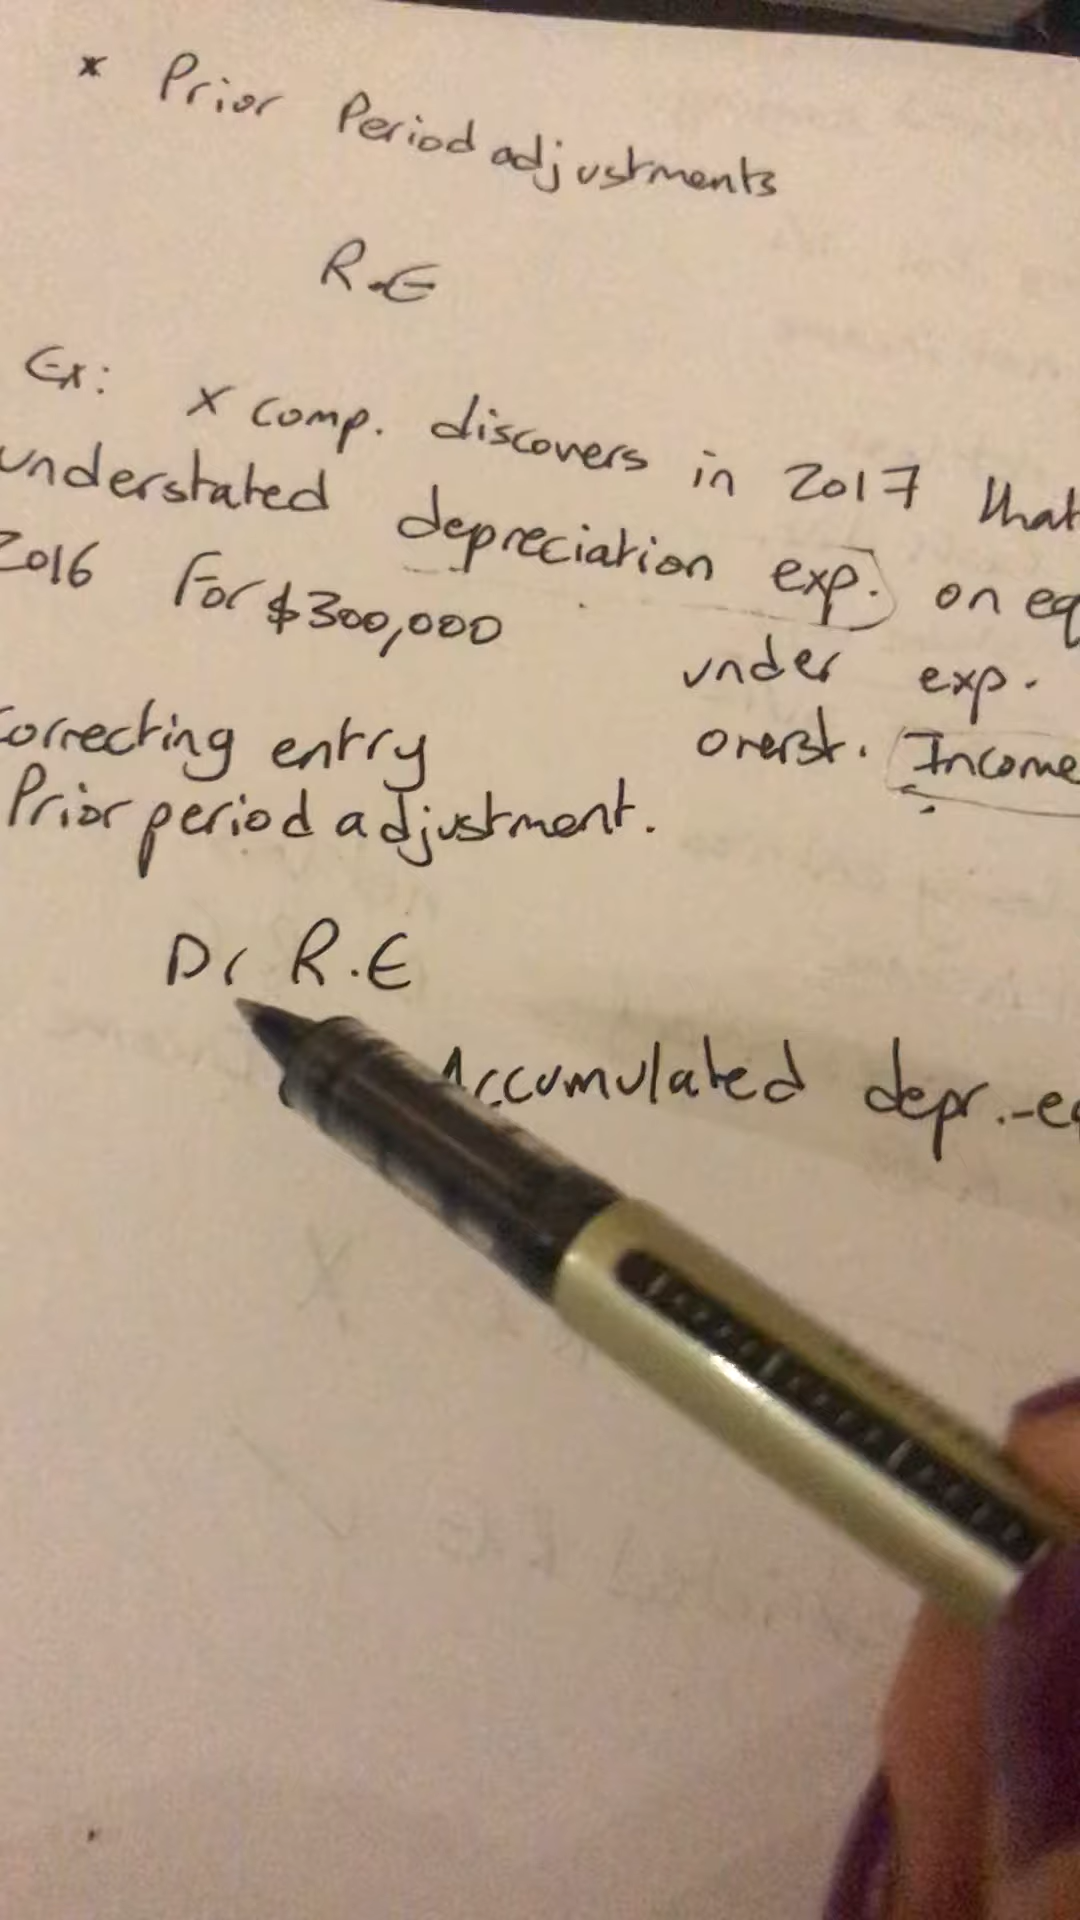 x Prior Period adjustments
R.E
Ex: X comp. discovers in 2017 that
understated depreciation exp. on eq
2016 For $300,000
under exp.
Correcting entry
overst. Income
Prior period adjustment.
Dr R.E
Accumulated depr.-eq